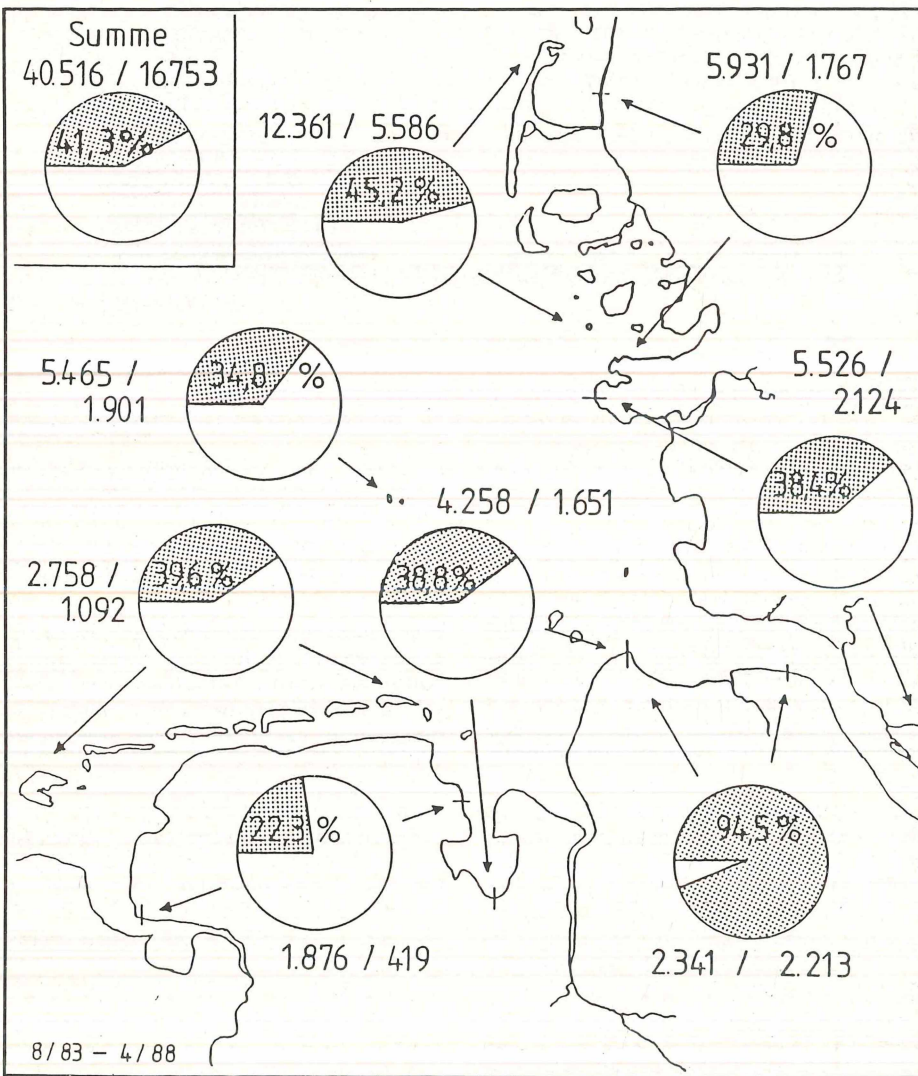 Summe
40.516 / 16.753
41,3%
5.931 / 1.767
29,8 %
12.361 / 5.586
45,2 %
5.465 /
1.901
34,8 %
5.526 /
2.124
38,4%
4.258 / 1.651
38,8%
2.758 /
1.092
39,6 %
22,3 %
1.876 / 419
94,5 %
2.341 / 2.213
8 / 83 – 4 / 88